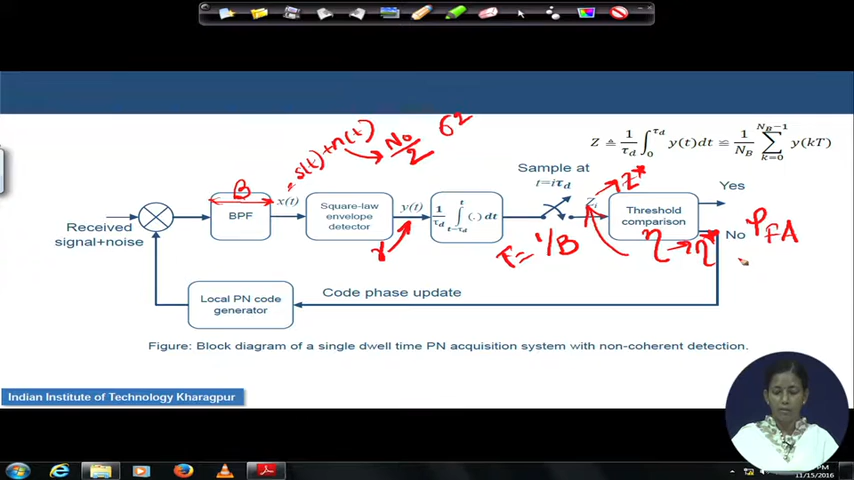 Z ≜ 1/τd ∫0^τd y(t)dt ≅ 1/NB ∑k=0^NB−1 y(kT)
= s(t)+n(t) → N0/2 σ²
B
BPF
x(t)
Square-law
envelope
detector
y(t)
γ
1/τd ∫t−τd^t (.) dt
Sample at
t=iτd
T = 1/B
Zi → Z*
Threshold
comparison
η → η*
Yes
No
PFA
Received
signal+noise
Local PN code
generator
Code phase update
Figure: Block diagram of a single dwell time PN acquisition system with non-coherent detection.
Indian Institute of Technology Kharagpur
11/15/2016